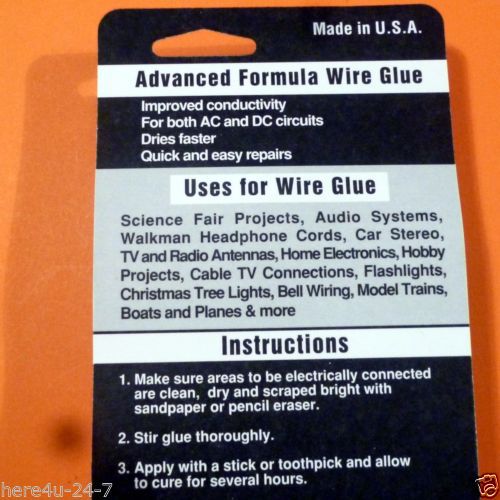 Made in U.S.A.
Advanced Formula Wire Glue
Improved conductivity
For both AC and DC circuits
Dries faster
Quick and easy repairs
Uses for Wire Glue
Science Fair Projects, Audio Systems,
Walkman Headphone Cords, Car Stereo,
TV and Radio Antennas, Home Electronics, Hobby
Projects, Cable TV Connections, Flashlights,
Christmas Tree Lights, Bell Wiring, Model Trains,
Boats and Planes & more
Instructions
1. Make sure areas to be electrically connected
are clean, dry and scraped bright with
sandpaper or pencil eraser.
2. Stir glue thoroughly.
3. Apply with a stick or toothpick and allow
to cure for several hours.
here4u-24-7